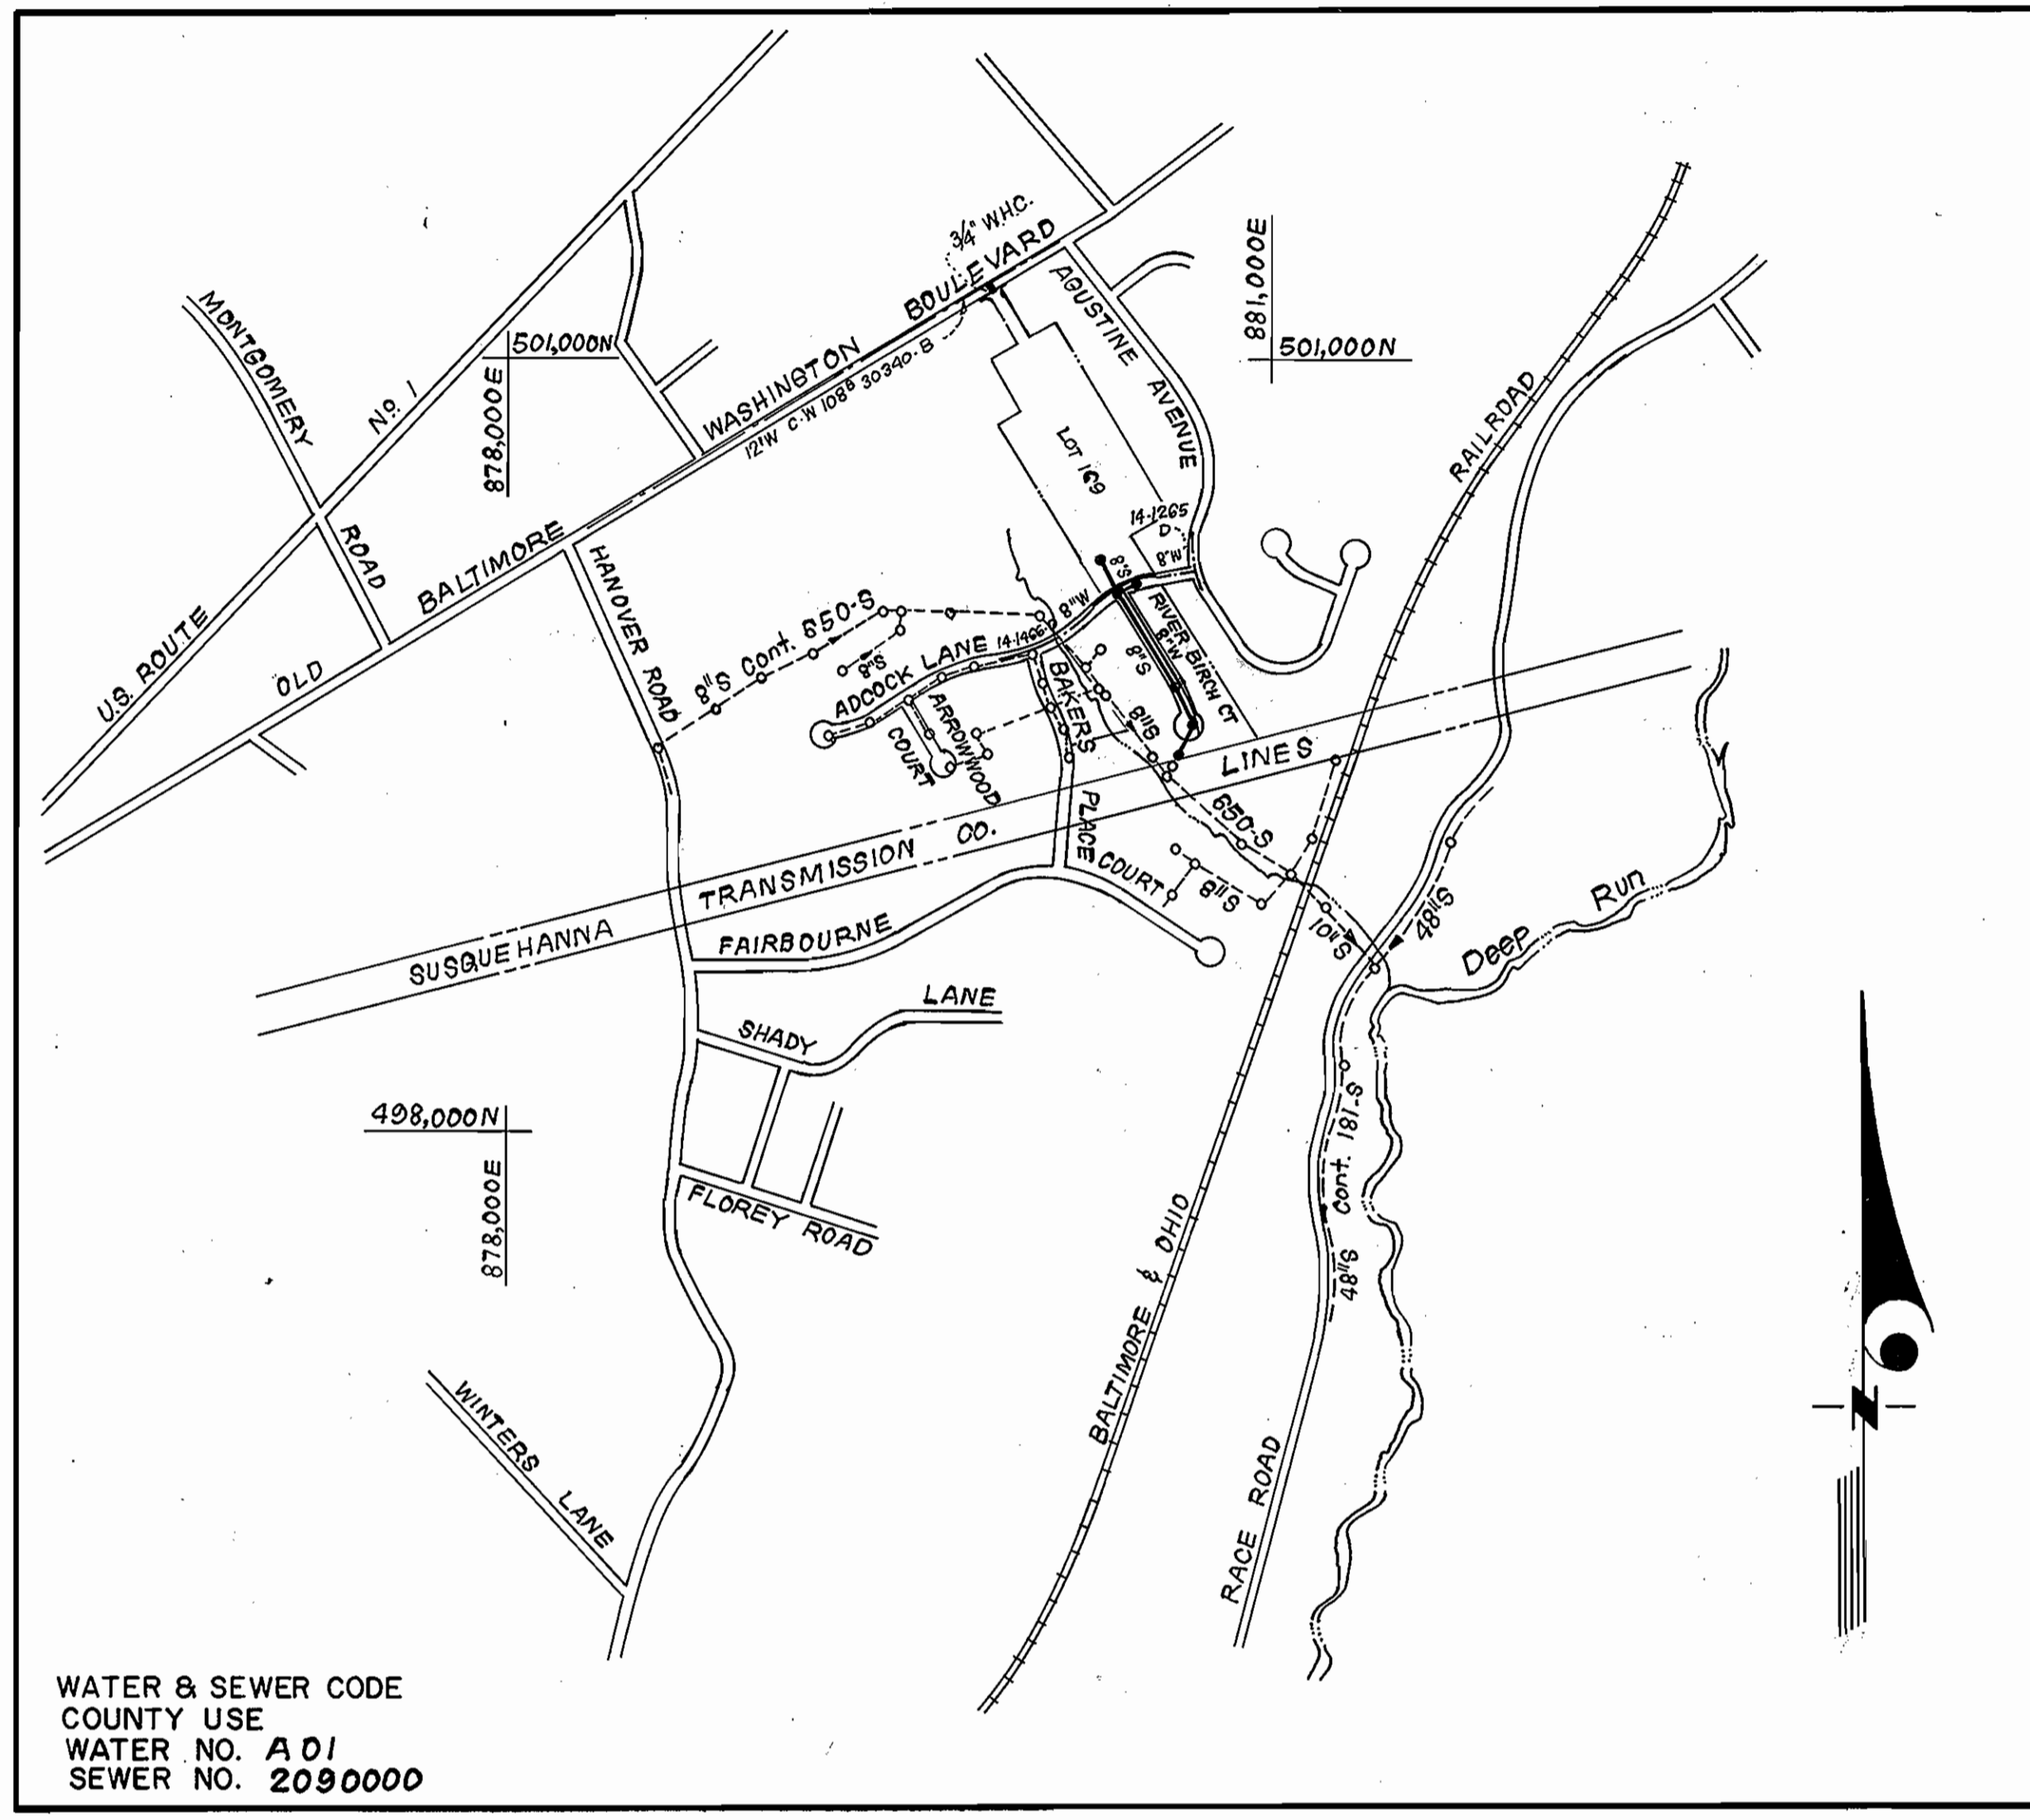 3/4" W.H.C.
OLD BALTIMORE WASHINGTON BOULEVARD
12"W C.W 108B 30340-B
AGUSTINE AVENUE
881,000E
501,000N
501,000N
878,000E
MONTGOMERY ROAD
U.S. ROUTE No. 1
LOT 169
14-1265
D
8"W
8"S
HANOVER ROAD
8"S Cont. 650-S
8"S
ADCOCK LANE
14-1466
8"W
RIVER BIRCH CT
8"W
8"S
BAKERS PLACE
ARROWWOOD
COURT
8"S
650-S
SUSQUEHANNA TRANSMISSION CO. LINES
FAIRBOURNE COURT
8"S
10"S
48"S
Deep Run
SHADY LANE
498,000N
878,000E
FLOREY ROAD
Cont. 181-S
48"S
BALTIMORE & OHIO RAILROAD
RACE ROAD
WINTERS LANE
N
WATER & SEWER CODE
COUNTY USE
WATER NO. A01
SEWER NO. 2090000